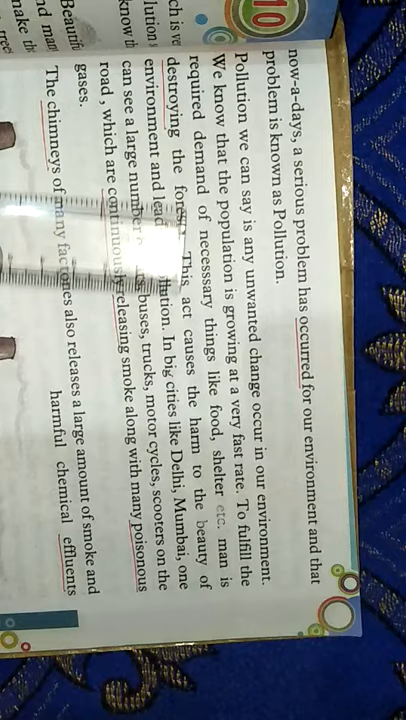 10
now-a-days, a serious problem has occurred for our environment and that
problem is known as Pollution.
Pollution we can say is any unwanted change occur in our environment.
We know that the population is growing at a very fast rate. To fulfill the
required demand of necesssary things like food, shelter etc. man is
destroying the This act causes the harm to the beauty of
environment and In big cities like Delhi, Mumbai, one
can see a large number buses, trucks, motor cycles, scooters on the
road , which are continuously releasing smoke along with many poisonous
gases.
The chimneys of many factories also releases a large amount of smoke and
harmful chemical effluents
ch is ve
lution s
know th
Beautifu
nd man
make th
trees